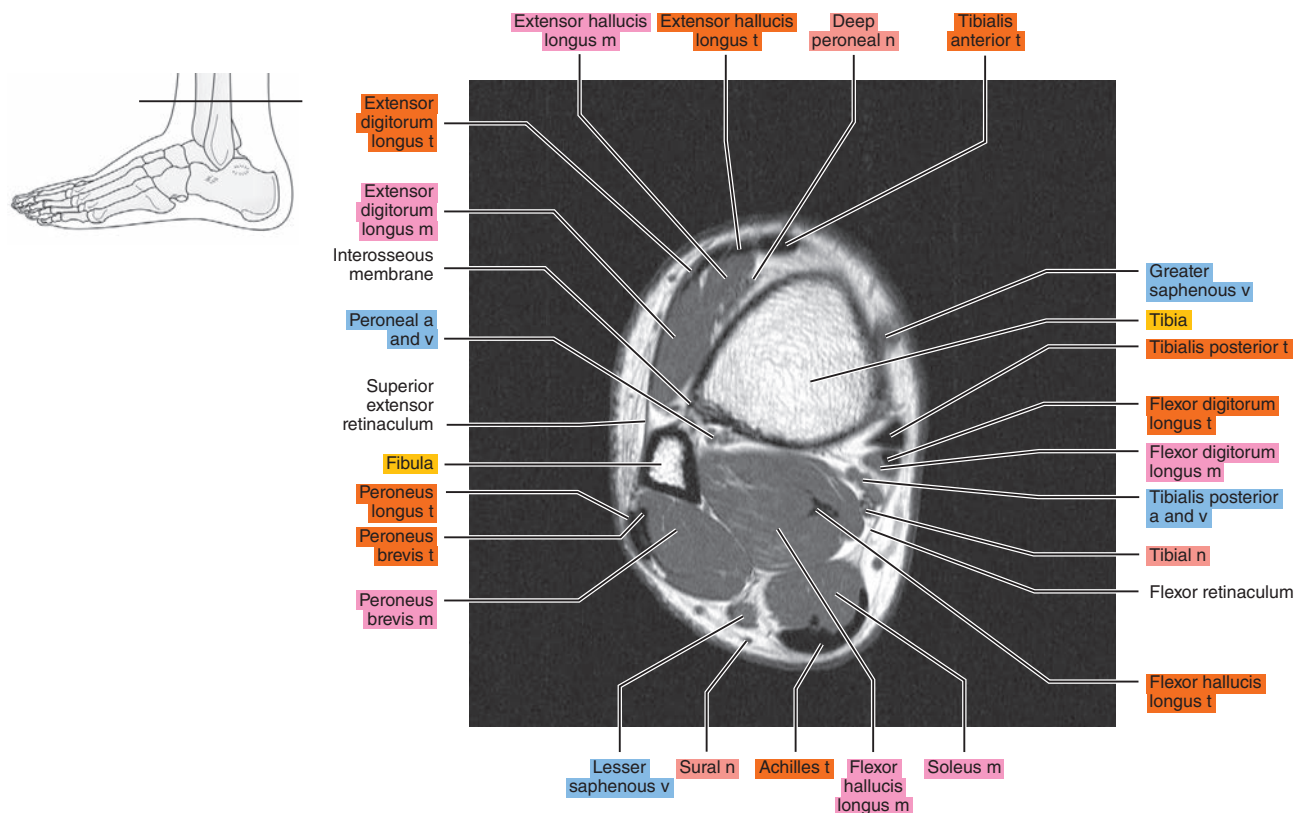 Extensor hallucis
longus m
Extensor hallucis
longus t
Deep
peroneal n
Tibialis
anterior t
Extensor
digitorum
longus t
Extensor
digitorum
longus m
Interosseous
membrane
Peroneal a
and v
Superior
extensor
retinaculum
Fibula
Peroneus
longus t
Peroneus
brevis t
Peroneus
brevis m
Greater
saphenous v
Tibia
Tibialis posterior t
Flexor digitorum
longus t
Flexor digitorum
longus m
Tibialis posterior
a and v
Tibial n
Flexor retinaculum
Flexor hallucis
longus t
Lesser
saphenous v
Sural n
Achilles t
Flexor
hallucis
longus m
Soleus m